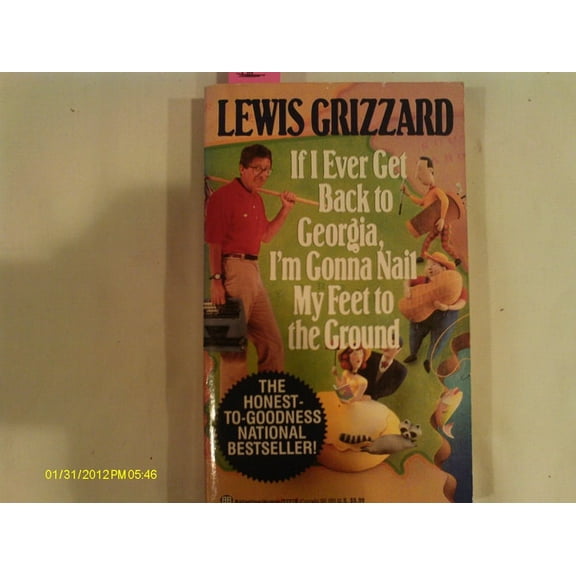 LEWIS GRIZZARD
If I Ever Get
Back to
Georgia,
I'm Gonna Nail
My Feet to
the Ground
THE
HONEST-
TO-GOODNESS
NATIONAL
BESTSELLER!
01/31/2012 PM 05:46